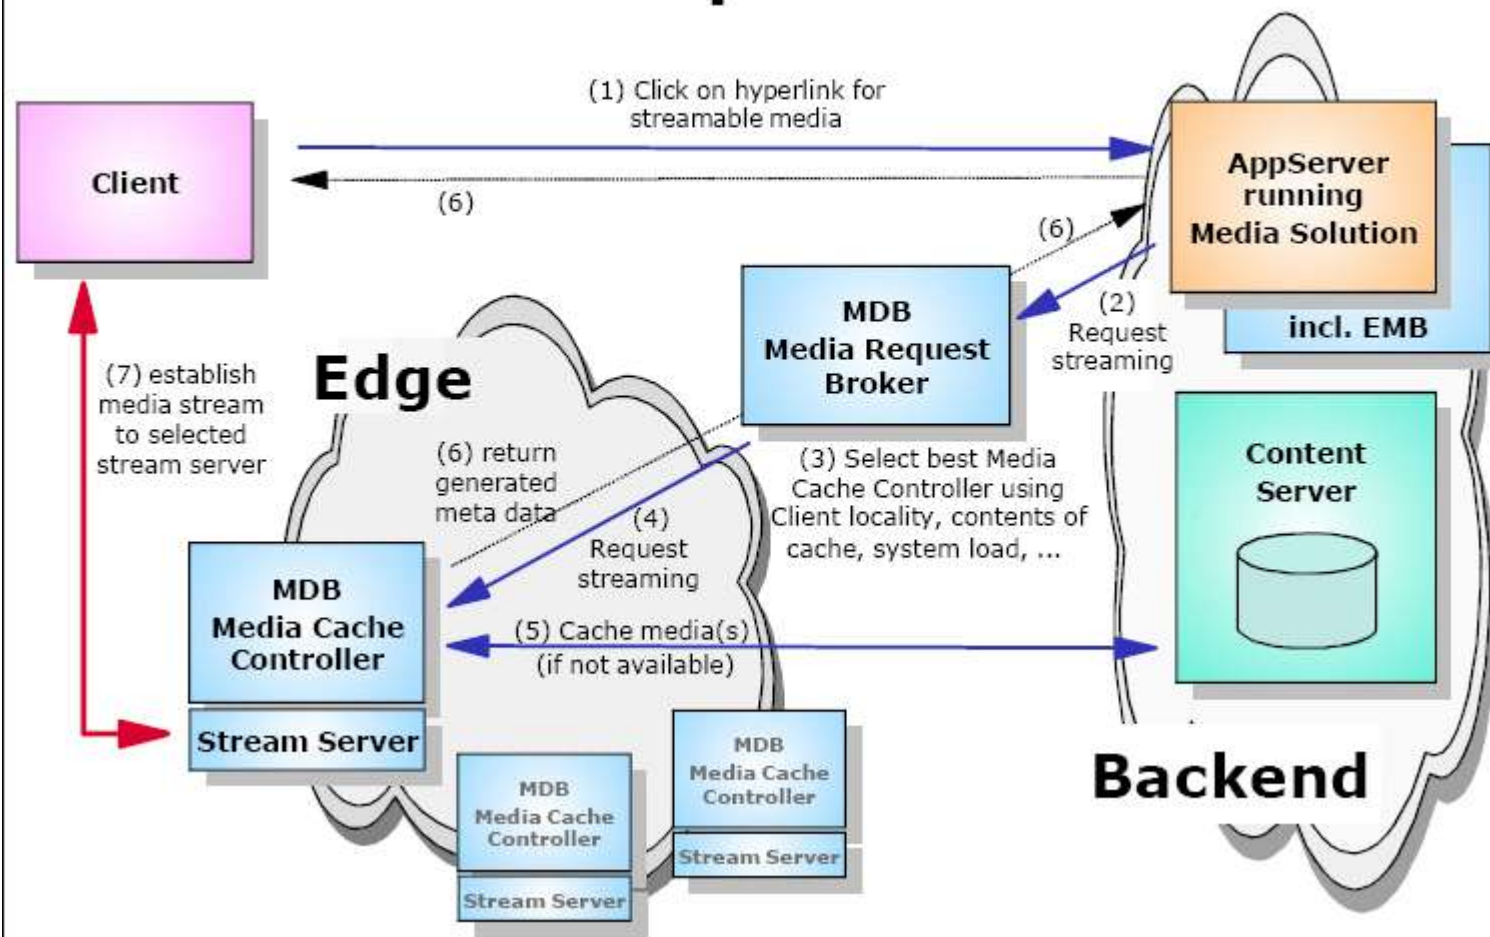 (1) Click on hyperlink for
streamable media
Client
AppServer
running
Media Solution
incl. EMB
(6)
(6)
(2)
Request
streaming
MDB
Media Request
Broker
Edge
(7) establish
media stream
to selected
stream server
(6) return
generated
meta data
(4)
Request
streaming
(3) Select best Media
Cache Controller using
Client locality, contents of
cache, system load, ...
Content
Server
MDB
Media Cache
Controller
Stream Server
(5) Cache media(s)
(if not available)
Backend
MDB
Media Cache
Controller
Stream Server
MDB
Media Cache
Controller
Stream Server